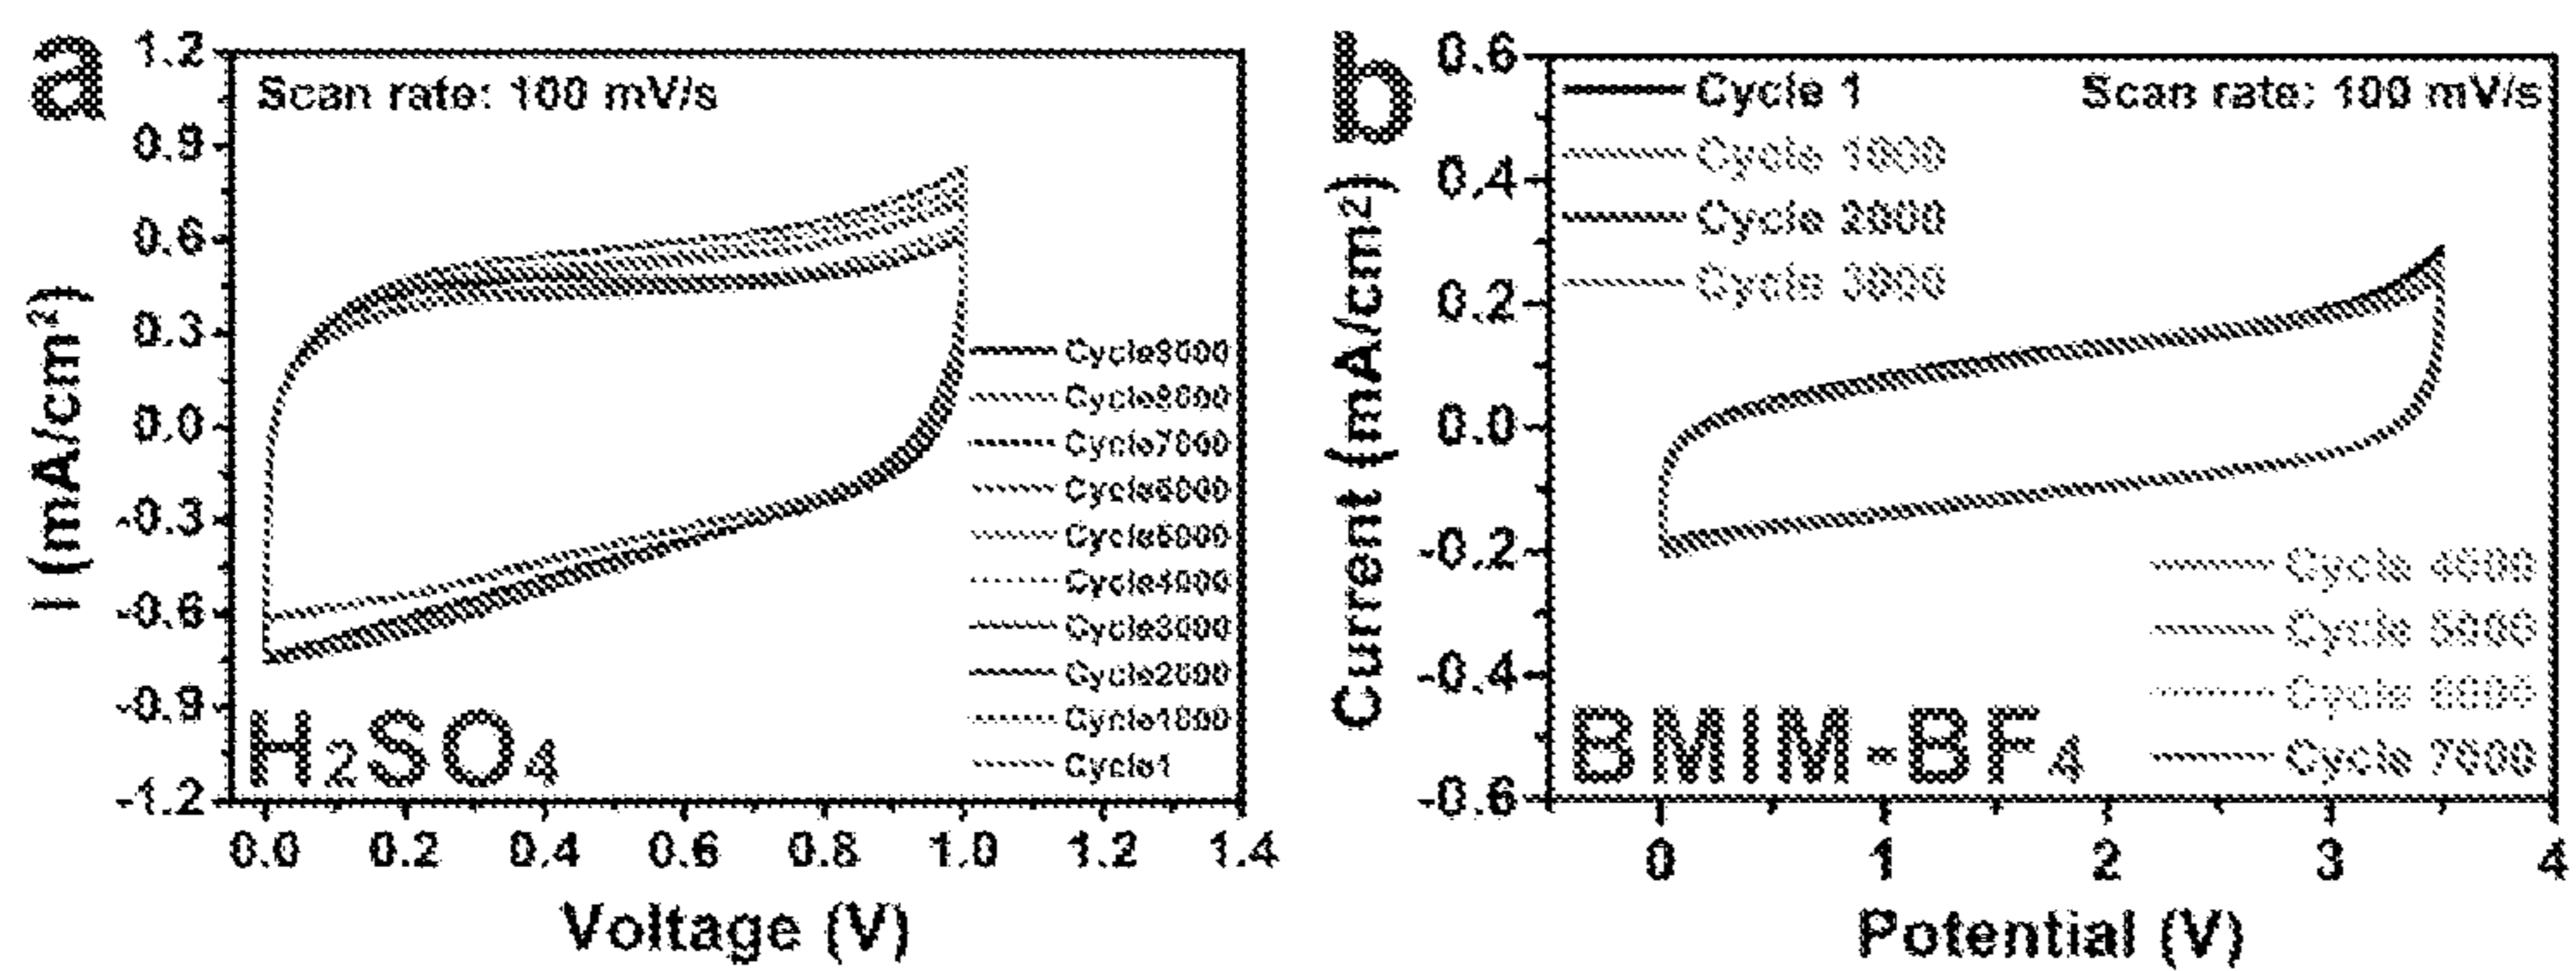 a
Scan rate: 100 mV/s
I (mA/cm²)
1.2
0.9
0.6
0.3
0.0
-0.3
-0.6
-0.9
-1.2
Cycle9000
Cycle8000
Cycle7000
Cycle6000
Cycle5000
Cycle4000
Cycle3000
Cycle2000
Cycle1000
Cycle1
H₂SO₄
0.0 0.2 0.4 0.6 0.8 1.0 1.2 1.4
Voltage (V)
b
Cycle 1
Cycle 1000
Cycle 2000
Cycle 3000
Scan rate: 100 mV/s
Current (mA/cm²)
0.6
0.4
0.2
0.0
-0.2
-0.4
-0.6
Cycle 4000
Cycle 5000
Cycle 6000
Cycle 7000
BMIM-BF₄
0 1 2 3 4
Potential (V)